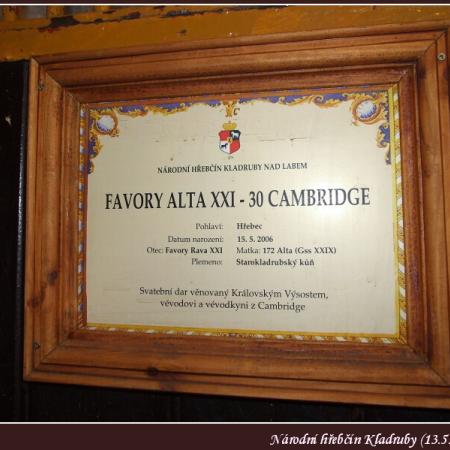 NÁRODNÍ HŘEBČÍN KLADRUBY NAD LABEM
FAVORY ALTA XXI - 30 CAMBRIDGE
Pohlaví: Hřebec
Datum narození: 15. 5. 2006
Otec: Favory Rava XXI Matka: 172 Alta (Gss XXIX)
Plemeno: Starokladrubský kůň
Svatební dar věnovaný Královským Výsostem,
vévodovi a vévodkyni z Cambridge
Národní hřebčín Kladruby (13.5